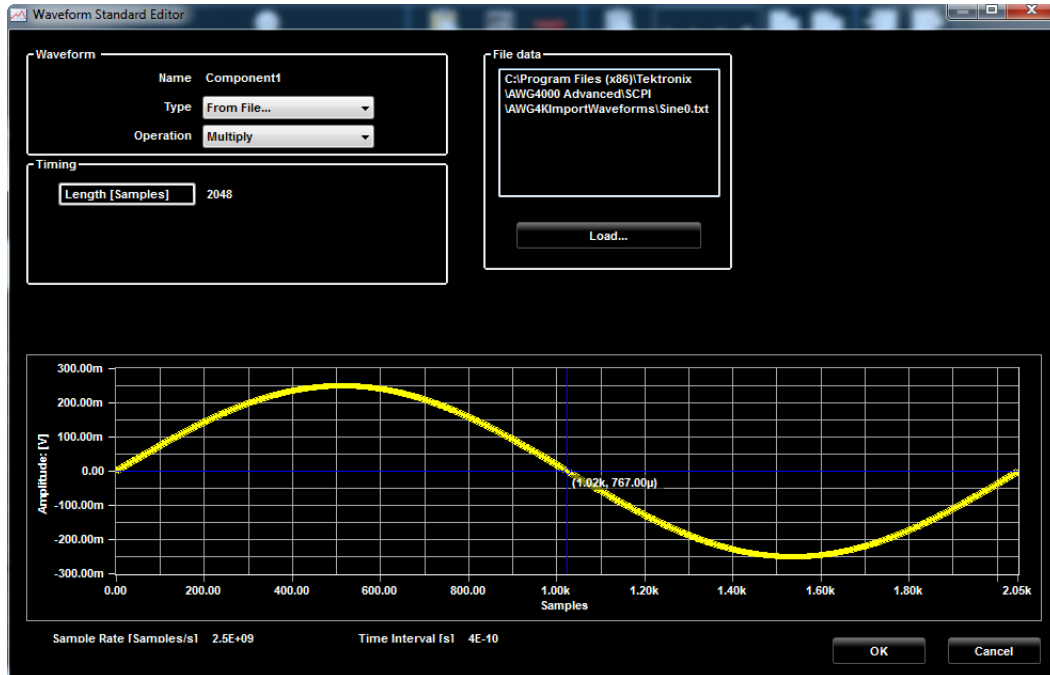 Waveform Standard Editor
Waveform
Name Component1
Type From File...
Operation Multiply
Timing
Length [Samples] 2048
File data
C:\Program Files (x86)\Tektronix
\AWG4000 Advanced\SCPI
\AWG4KImportWaveforms\Sine0.txt
Load...
Amplitude: [V]
300.00m
200.00m
100.00m
0.00
-100.00m
-200.00m
-300.00m
(1.02k, 767.00µ)
0.00 200.00 400.00 600.00 800.00 1.00k 1.20k 1.40k 1.60k 1.80k 2.05k
Samples
Sample Rate [Samples/s] 2.5E+09 Time Interval [s] 4E-10
OK Cancel